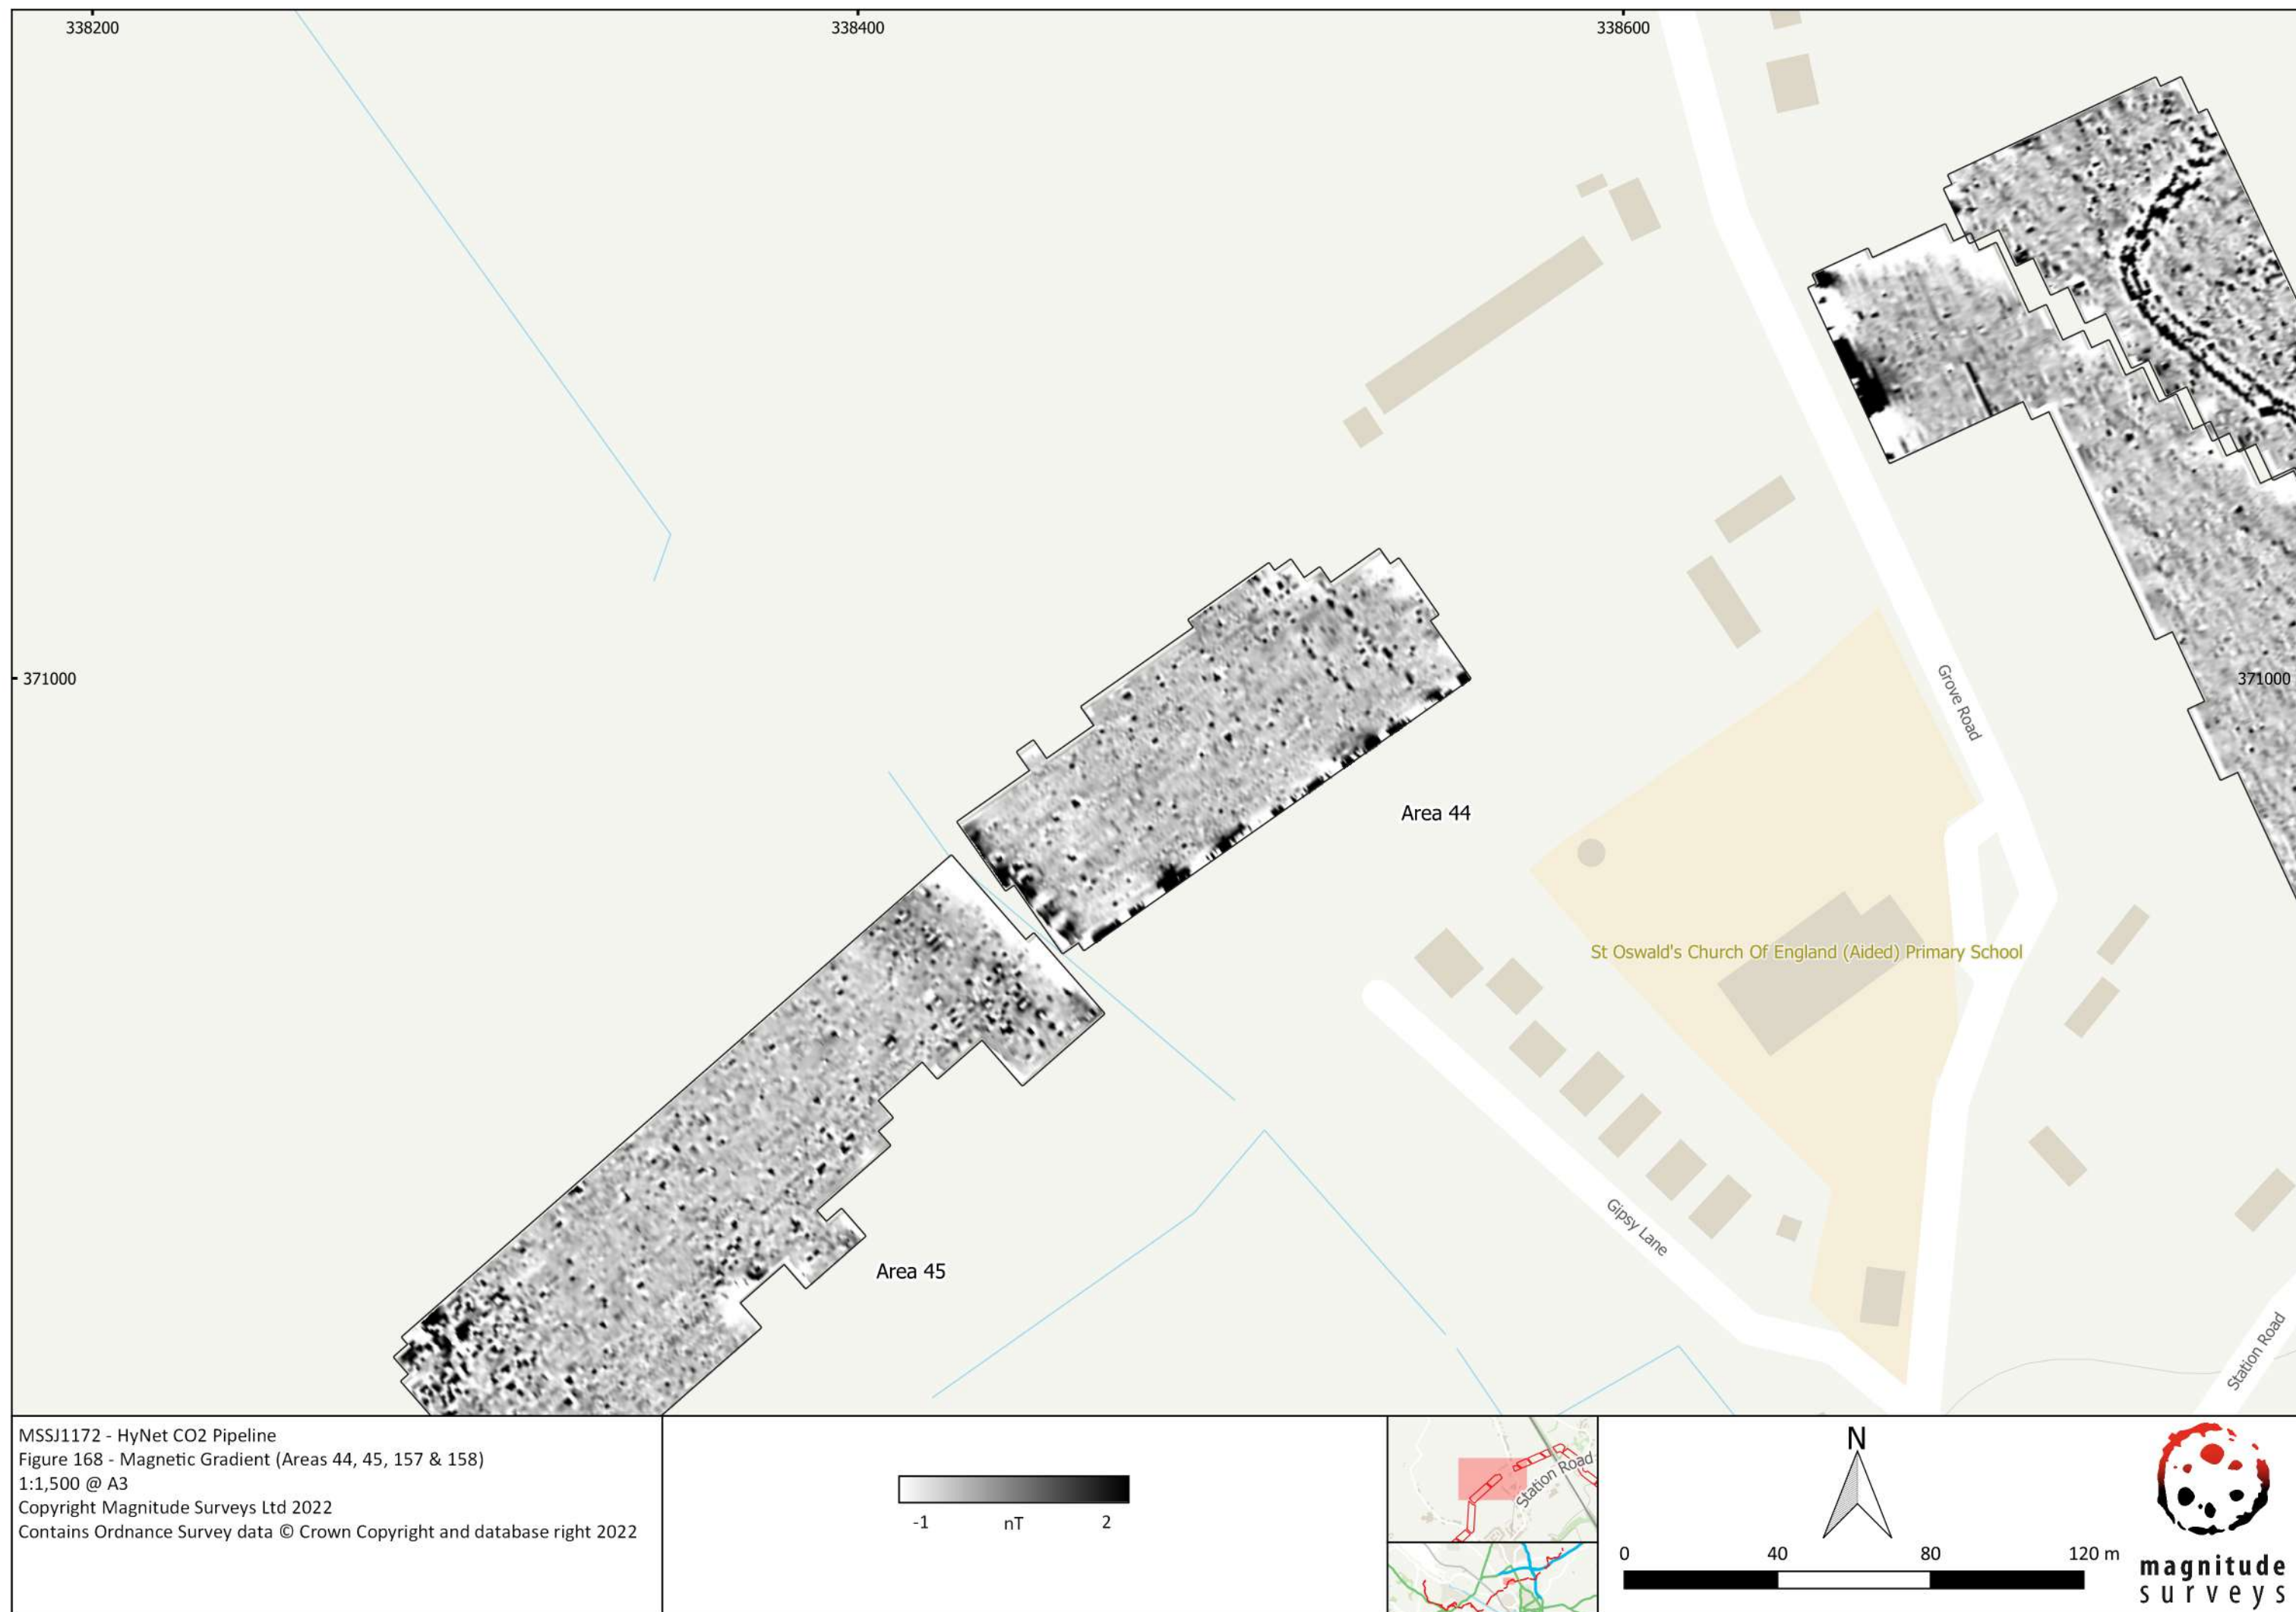 338200
338400
338600
371000
371000
Grove Road
Area 44
St Oswald's Church Of England (Aided) Primary School
Gipsy Lane
Area 45
Station Road
MSSJ1172 - HyNet CO2 Pipeline
Figure 168 - Magnetic Gradient (Areas 44, 45, 157 & 158)
1:1,500 @ A3
Copyright Magnitude Surveys Ltd 2022
Contains Ordnance Survey data © Crown Copyright and database right 2022
-1 nT 2
Station Road
N
0 40 80 120 m
magnitude
surveys